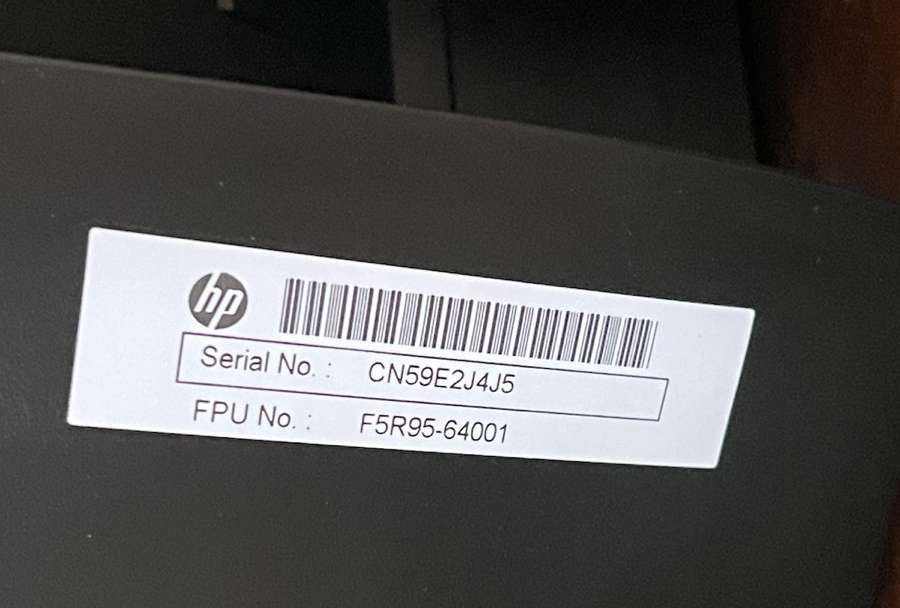 hp
Serial No. : CN59E2J4J5
FPU No. : F5R95-64001